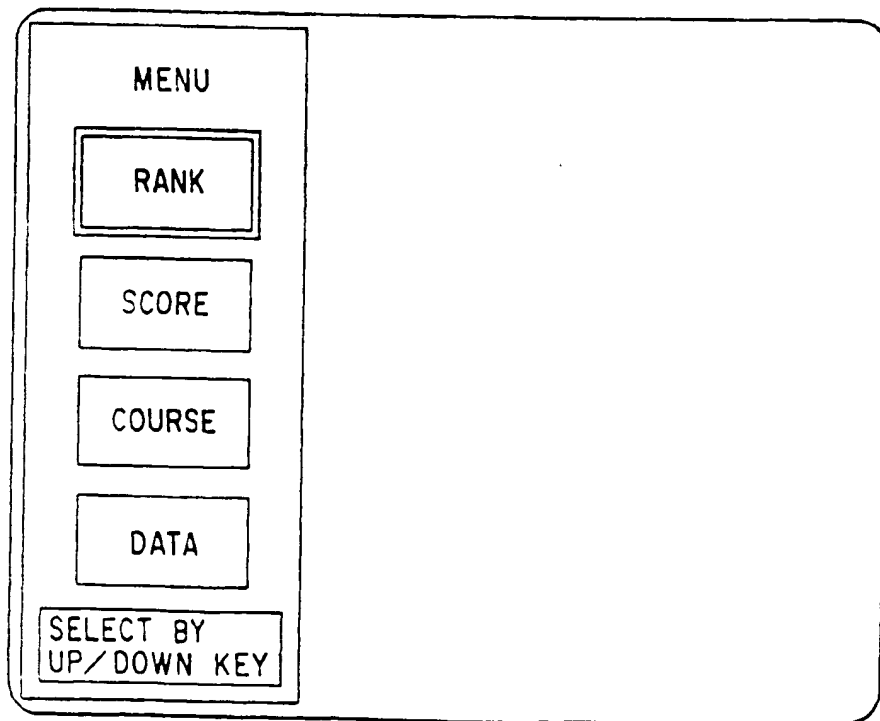 MENU
RANK
SCORE
COURSE
DATA
SELECT BY
UP/DOWN KEY